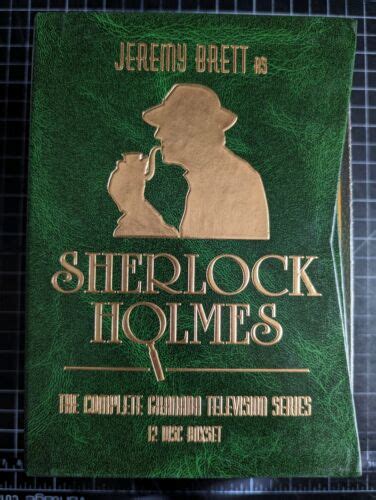 JEREMY BRETT AS
SHERLOCK
HOLMES
THE COMPLETE GRANADA TELEVISION SERIES
12 DISC BOXSET